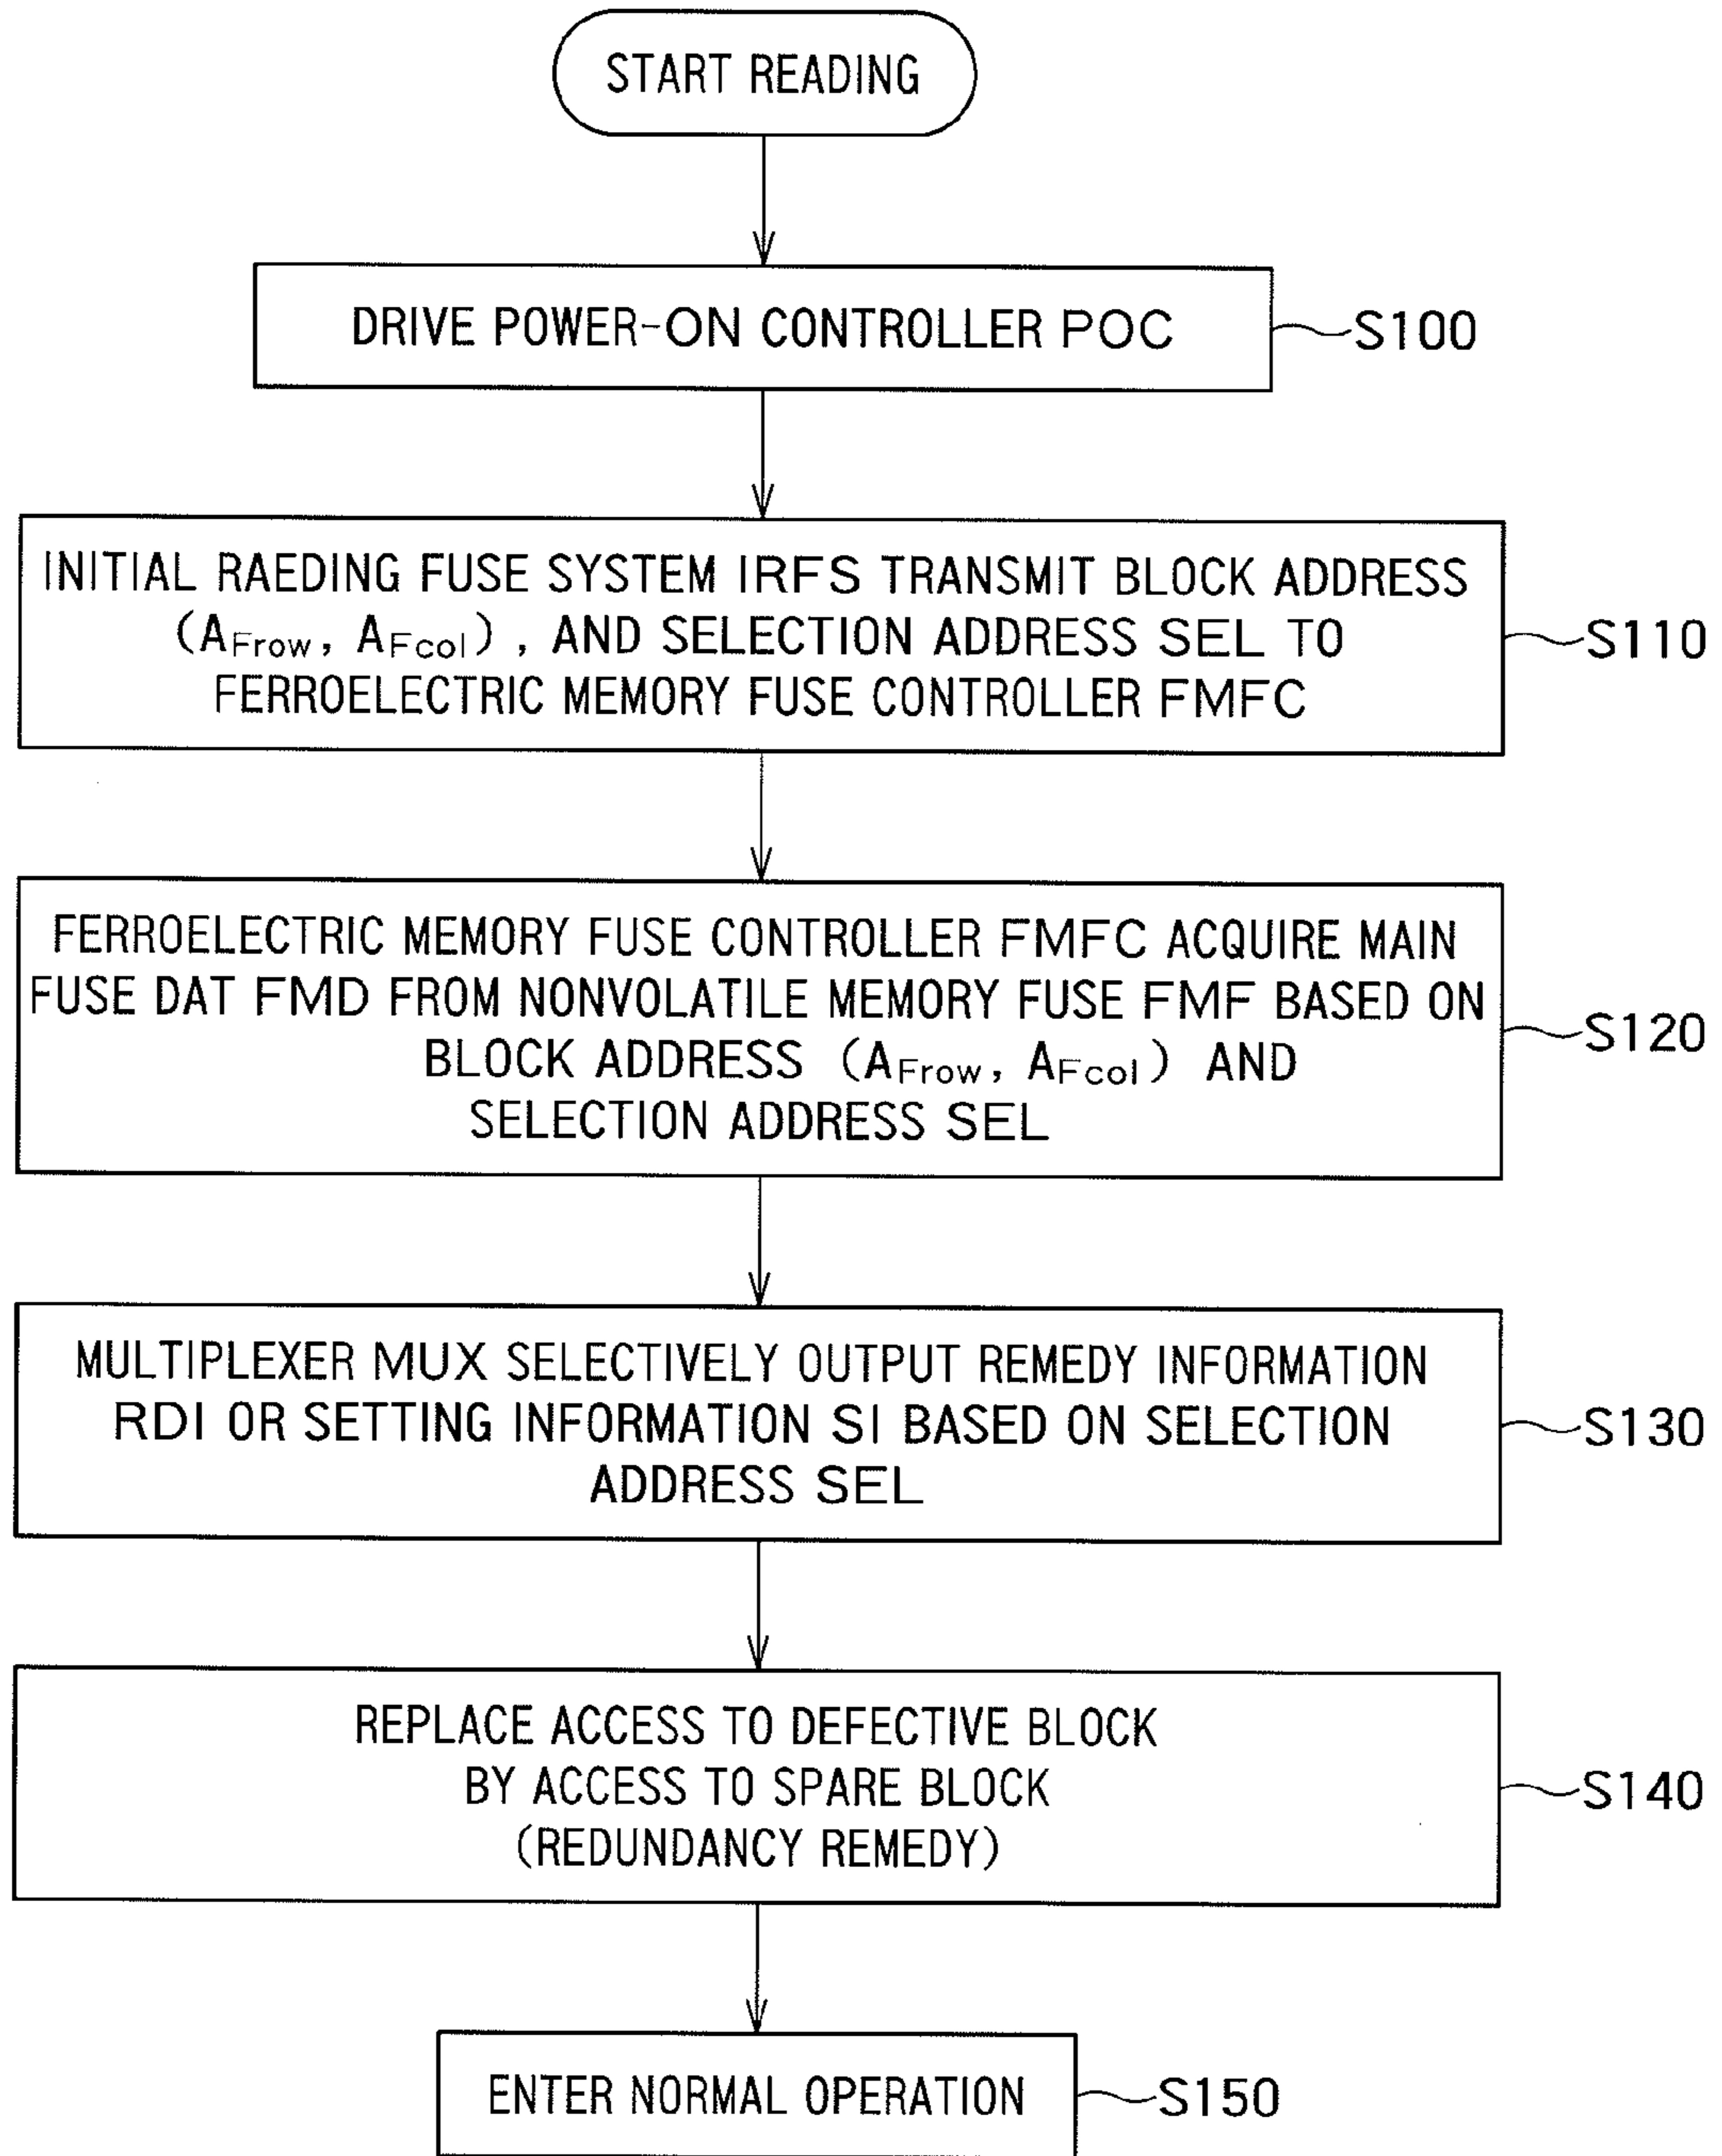 START READING
DRIVE POWER-ON CONTROLLER POC
S100
INITIAL RAEDING FUSE SYSTEM IRFS TRANSMIT BLOCK ADDRESS
(AFrow, AFcol), AND SELECTION ADDRESS SEL TO
FERROELECTRIC MEMORY FUSE CONTROLLER FMFC
S110
FERROELECTRIC MEMORY FUSE CONTROLLER FMFC ACQUIRE MAIN
FUSE DAT FMD FROM NONVOLATILE MEMORY FUSE FMF BASED ON
BLOCK ADDRESS (AFrow, AFcol) AND
SELECTION ADDRESS SEL
S120
MULTIPLEXER MUX SELECTIVELY OUTPUT REMEDY INFORMATION
RDI OR SETTING INFORMATION SI BASED ON SELECTION
ADDRESS SEL
S130
REPLACE ACCESS TO DEFECTIVE BLOCK
BY ACCESS TO SPARE BLOCK
(REDUNDANCY REMEDY)
S140
ENTER NORMAL OPERATION
S150